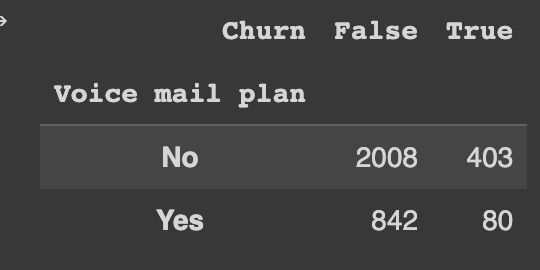 Churn False True
Voice mail plan
No 2008 403
Yes 842 80